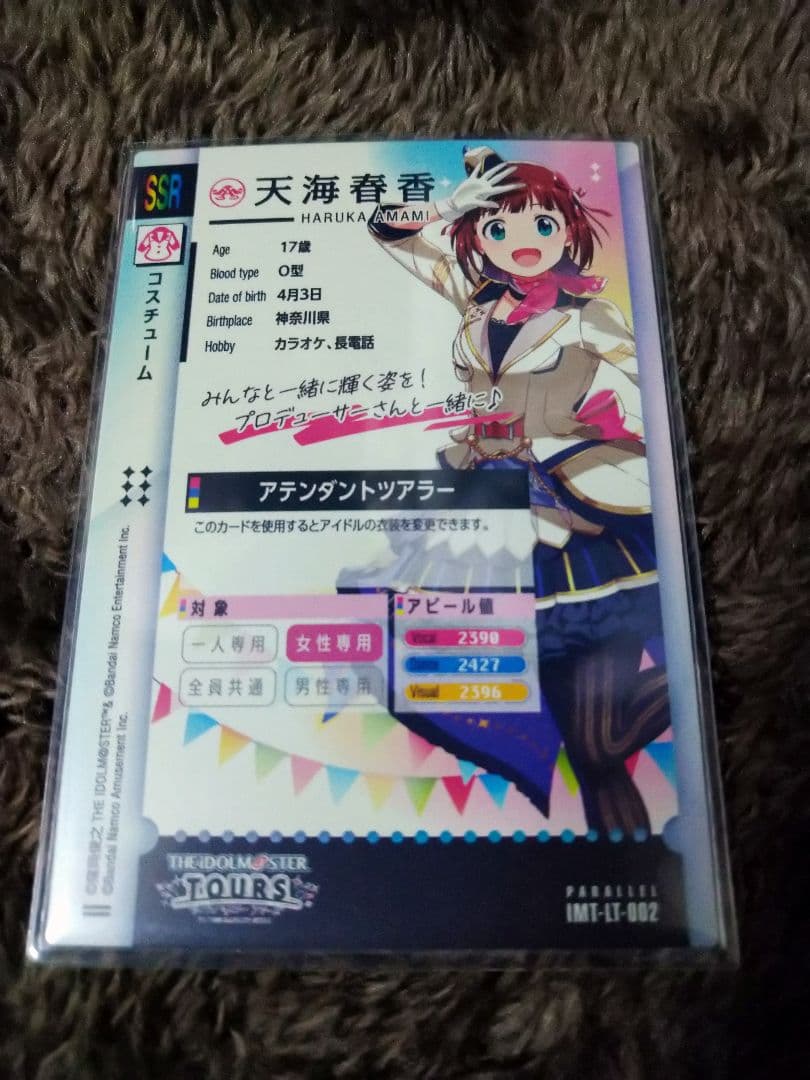 SSR
天海春香
HARUKA AMAMI
コスチューム
Age 17歳
Blood type O型
Date of birth 4月3日
Birthplace 神奈川県
Hobby カラオケ、長電話
みんなと一緒に輝く姿を!
プロデューサーさんと一緒に♪
アテンダントツアラー
このカードを使用するとアイドルの衣装を変更できます。
対象
一人専用 女性専用
全員共通 男性専用
アピール値
Vocal 2390
Dance 2427
Visual 2396
THE IDOLM@STER™& ©Bandai Namco Entertainment Inc.
©Bandai Namco Amusement Inc.
THE iDOLM@STER
TOURS
PARALLEL
IMT-LT-002